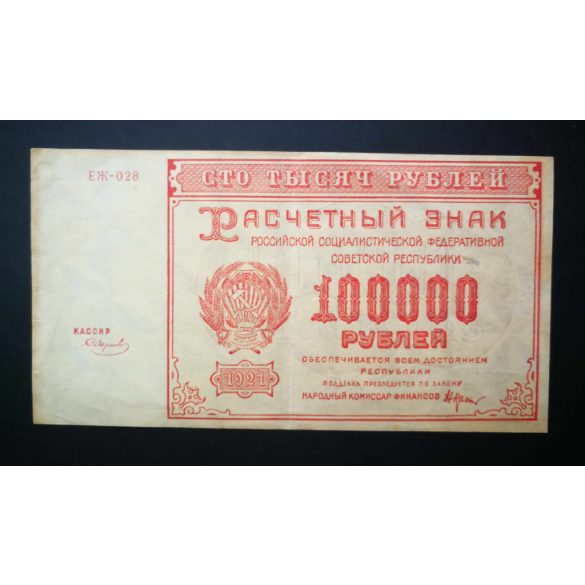 ЕЖ-028
СТО ТЫСЯЧ РУБЛЕЙ
РАСЧЕТНЫЙ ЗНАК
РОССИЙСКОЙ СОЦИАЛИСТИЧЕСКОЙ ФЕДЕРАТИВНОЙ
СОВЕТСКОЙ РЕСПУБЛИКИ
100000
РУБЛЕЙ
ОБЕСПЕЧИВАЕТСЯ ВСЕМ ДОСТОЯНИЕМ
РЕСПУБЛИКИ
ПОДДЕЛКА ПРЕСЛЕДУЕТСЯ ПО ЗАКОНУ
НАРОДНЫЙ КОМИССАР ФИНАНСОВ
КАССИР
1921